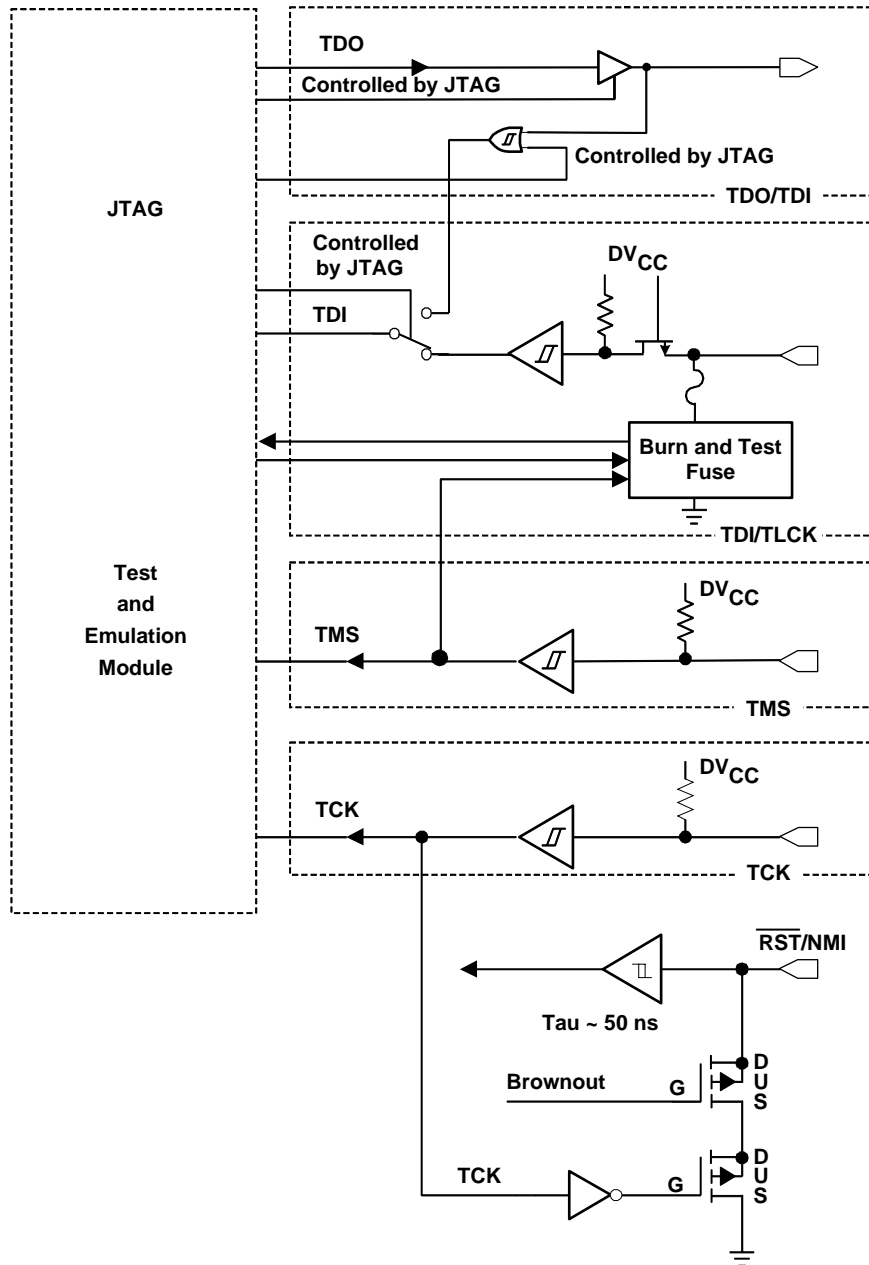 TDO
Controlled by JTAG
Controlled by JTAG
TDO/TDI
JTAG
Controlled
by JTAG
TDI
DVCC
Burn and Test
Fuse
TDI/TLCK
Test
and
Emulation
Module
TMS
DVCC
TMS
TCK
DVCC
TCK
RST/NMI
Tau ~ 50 ns
Brownout
G
D
U
S
TCK
G
D
U
S